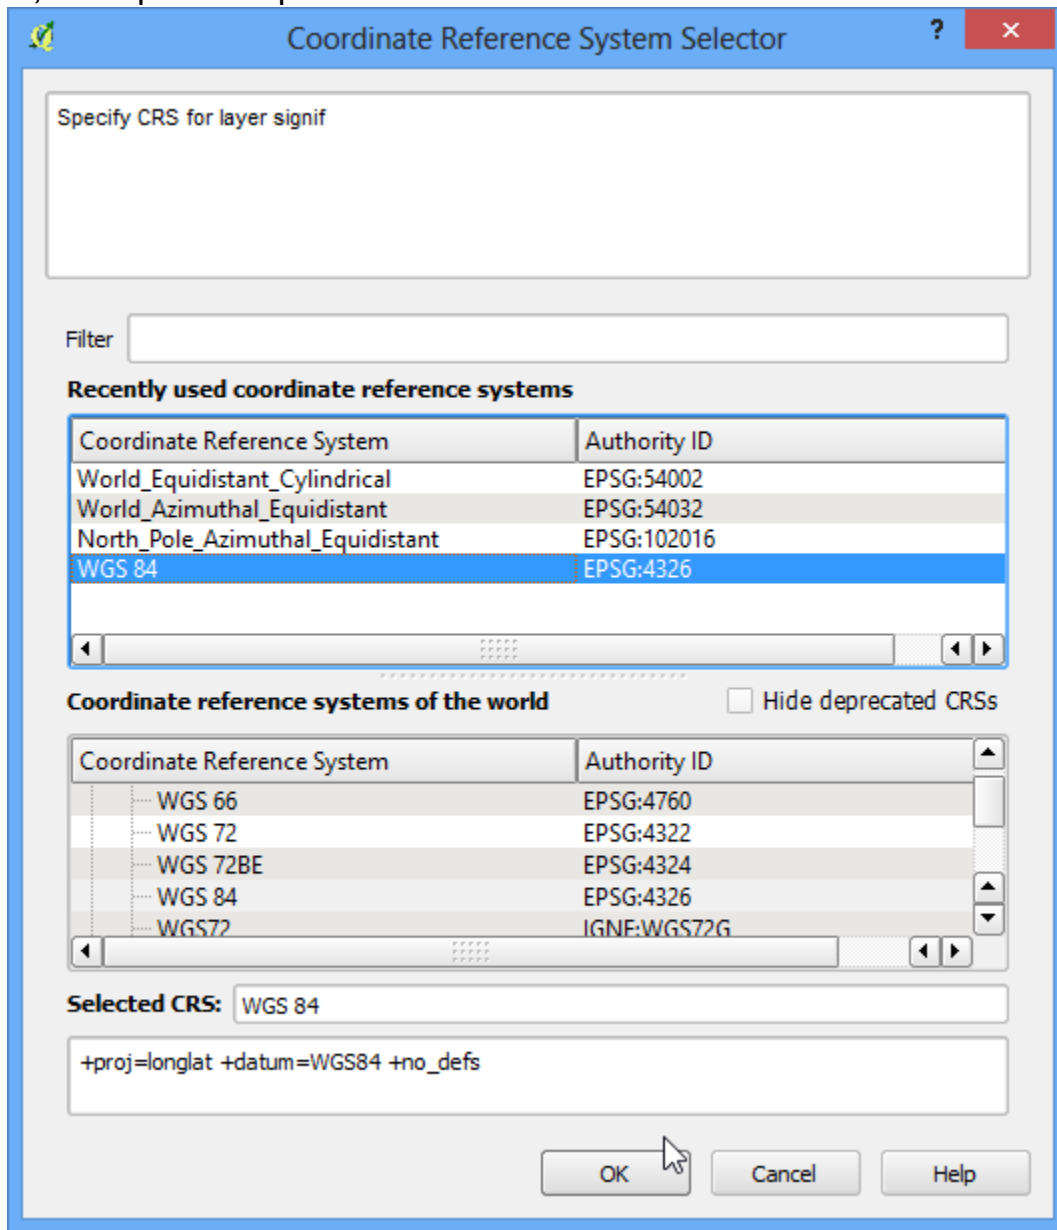 Coordinate Reference System Selector ? ×
Specify CRS for layer signif
Filter
Recently used coordinate reference systems
Coordinate Reference System Authority ID
World_Equidistant_Cylindrical EPSG:54002
World_Azimuthal_Equidistant EPSG:54032
North_Pole_Azimuthal_Equidistant EPSG:102016
WGS 84 EPSG:4326
Coordinate reference systems of the world Hide deprecated CRSs
Coordinate Reference System Authority ID
WGS 66 EPSG:4760
WGS 72 EPSG:4322
WGS 72BE EPSG:4324
WGS 84 EPSG:4326
WGS72 IGNF:WGS72G
Selected CRS: WGS 84
+proj=longlat +datum=WGS84 +no_defs
OK Cancel Help